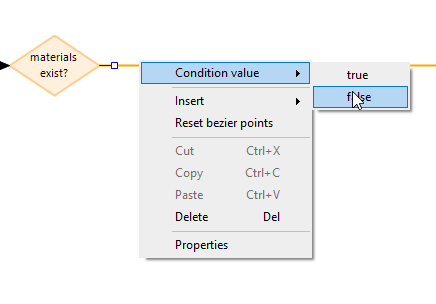 materials
exist?
Condition value
true
false
Insert
Reset bezier points
Cut Ctrl+X
Copy Ctrl+C
Paste Ctrl+V
Delete Del
Properties